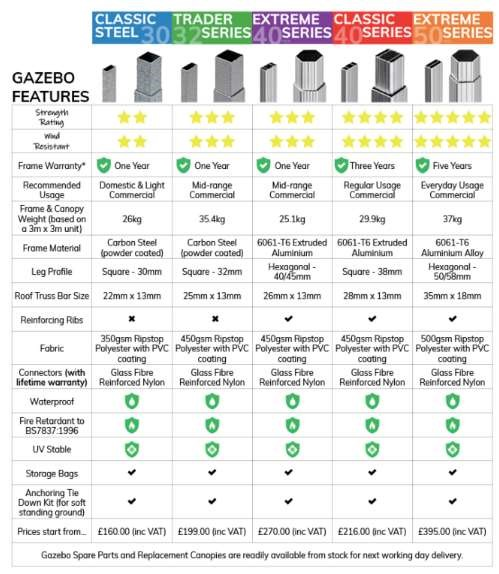 CLASSIC TRADER EXTREME CLASSIC EXTREME
STEEL 30 32 SERIES 40 SERIES 40 SERIES 50 SERIES
GAZEBO
FEATURES
Strength
Rating
Wind
Resistant
Frame Warranty* One Year One Year One Year Three Years Five Years
Recommended Domestic & Light Mid-range Mid-range Regular Usage Everyday Usage
Usage Commercial Commercial Commercial Commercial Commercial
Frame & Canopy
Weight (based on 26kg 35.4kg 25.1kg 29.9kg 37kg
a 3m x 3m unit)
Frame Material Carbon Steel Carbon Steel 6061-T6 Extruded 6061-T6 Extruded 6061-T6
(powder coated) (powder coated) Aluminium Aluminium Aluminium Alloy
Leg Profile Square - 30mm Square - 32mm Hexagonal - Square - 38mm Hexagonal -
40/45mm 50/58mm
Roof Truss Bar Size 22mm x 13mm 25mm x 13mm 26mm x 13mm 28mm x 13mm 35mm x 18mm
Reinforcing Ribs
350gsm Ripstop 450gsm Ripstop 450gsm Ripstop 450gsm Ripstop 500gsm Ripstop
Fabric Polyester with PVC Polyester with PVC Polyester with PVC Polyester with PVC Polyester with PVC
coating coating coating coating coating
Connectors (with Glass Fibre Glass Fibre Glass Fibre Glass Fibre Glass Fibre
lifetime warranty) Reinforced Nylon Reinforced Nylon Reinforced Nylon Reinforced Nylon Reinforced Nylon
Waterproof
Fire Retardant to
BS7837:1996
UV Stable
Storage Bags
Anchoring Tie
Down Kit (for soft
standing ground)
Prices start from... £160.00 (inc VAT) £199.00 (inc VAT) £270.00 (inc VAT) £216.00 (inc VAT) £395.00 (inc VAT)
Gazebo Spare Parts and Replacement Canopies are readily available from stock for next working day delivery.